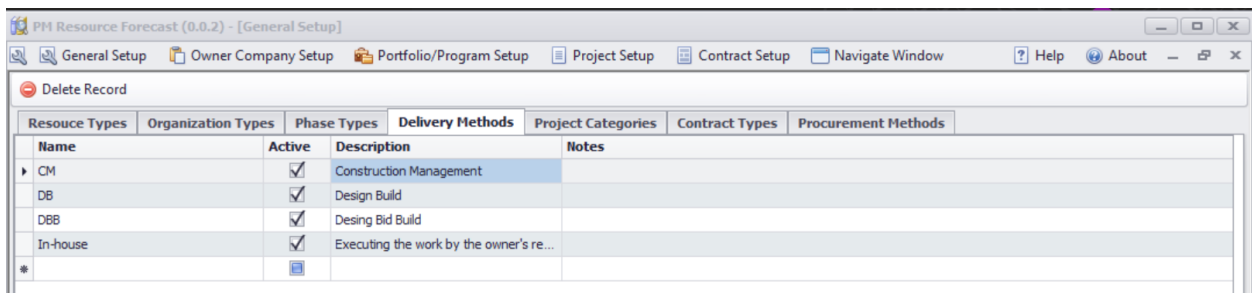 PM Resource Forecast (0.0.2) - [General Setup]
General Setup Owner Company Setup Portfolio/Program Setup Project Setup Contract Setup Navigate Window ? Help About
Delete Record
Resouce Types Organization Types Phase Types Delivery Methods Project Categories Contract Types Procurement Methods
Name Active Description Notes
CM Construction Management
DB Design Build
DBB Desing Bid Build
In-house Executing the work by the owner's re...